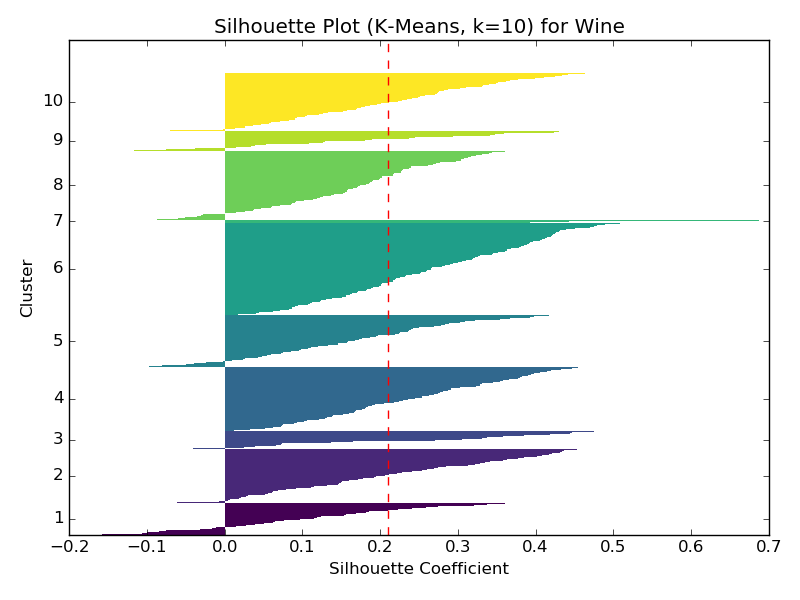 Silhouette Plot (K-Means, k=10) for Wine
10
9
8
7
6
5
4
3
2
1
Cluster
−0.2 −0.1 0.0 0.1 0.2 0.3 0.4 0.5 0.6 0.7
Silhouette Coefficient